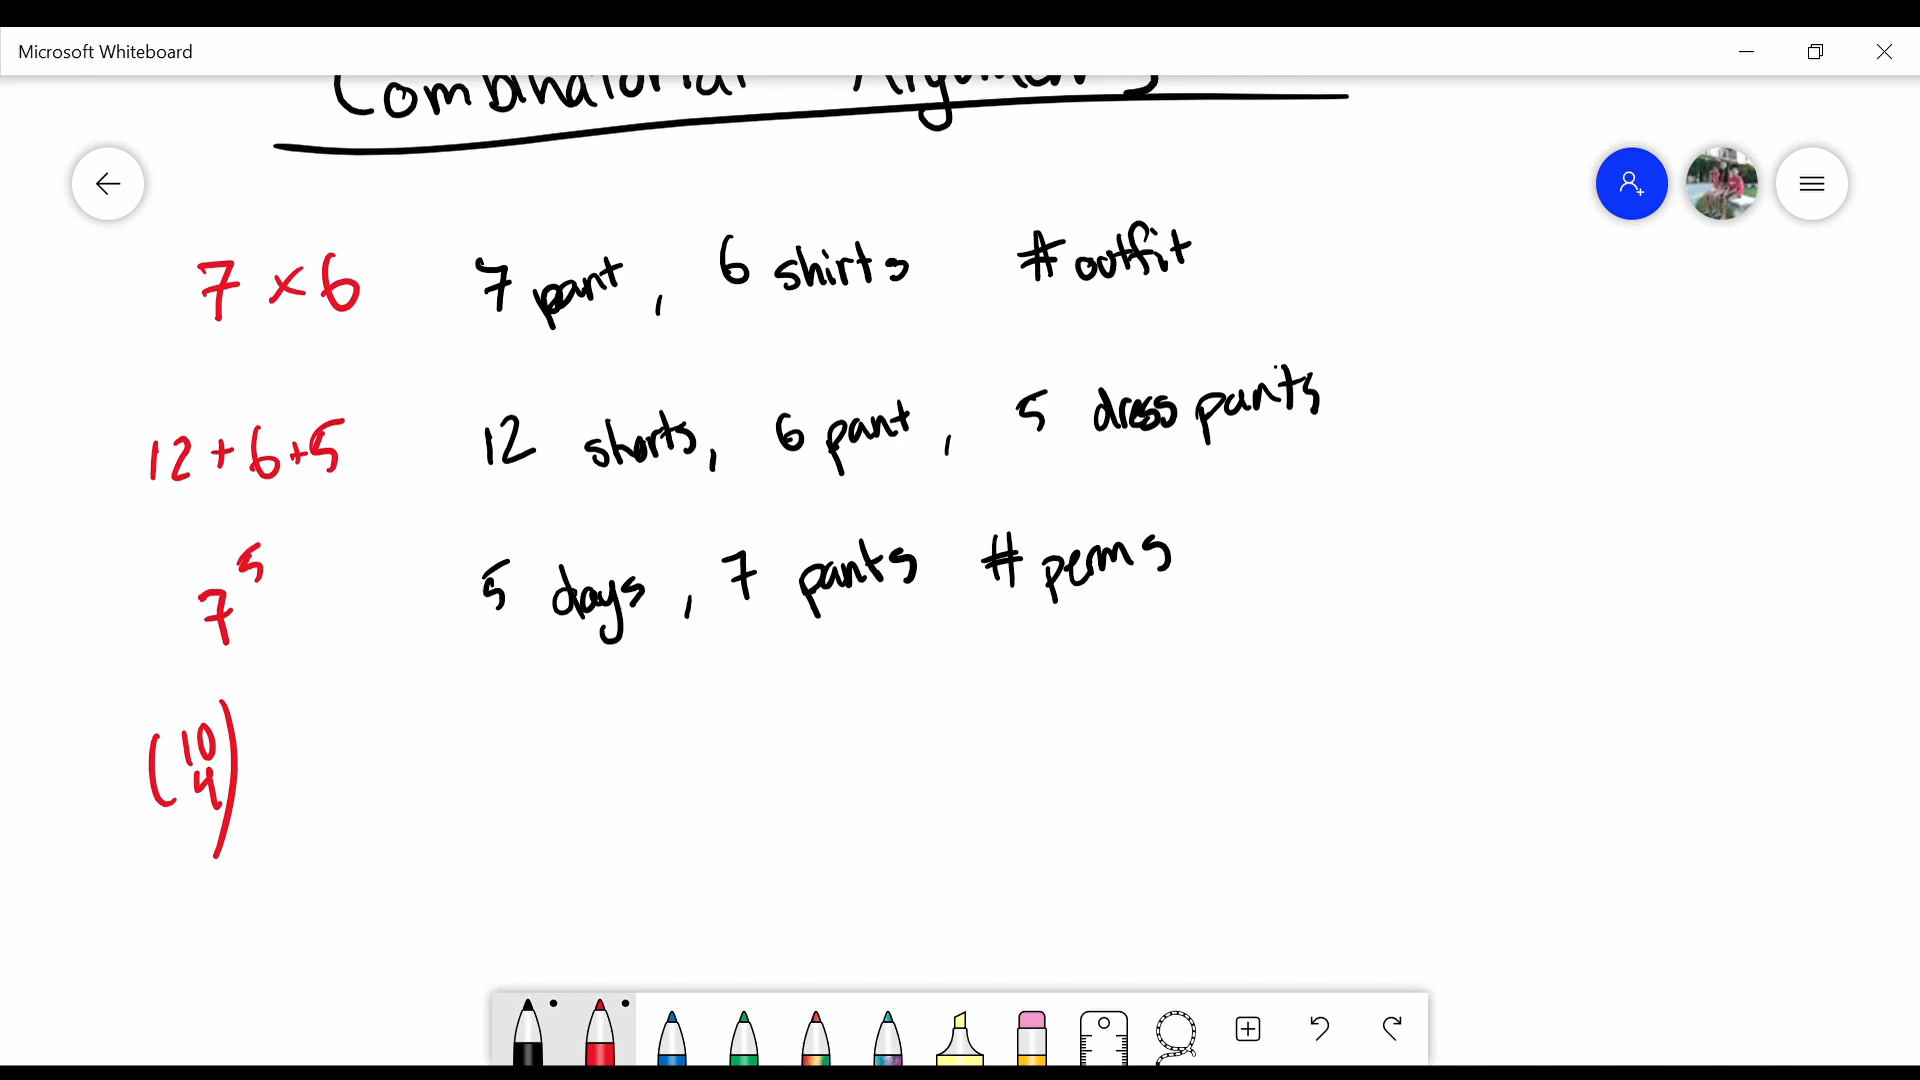 Microsoft Whiteboard
Combinatorial Arguments
7 × 6 7 pant, 6 shirts # outfit
12 + 6 + 5 12 shorts, 6 pant, 5 dress pants
7^5 5 days, 7 pants # perms
(10
4)